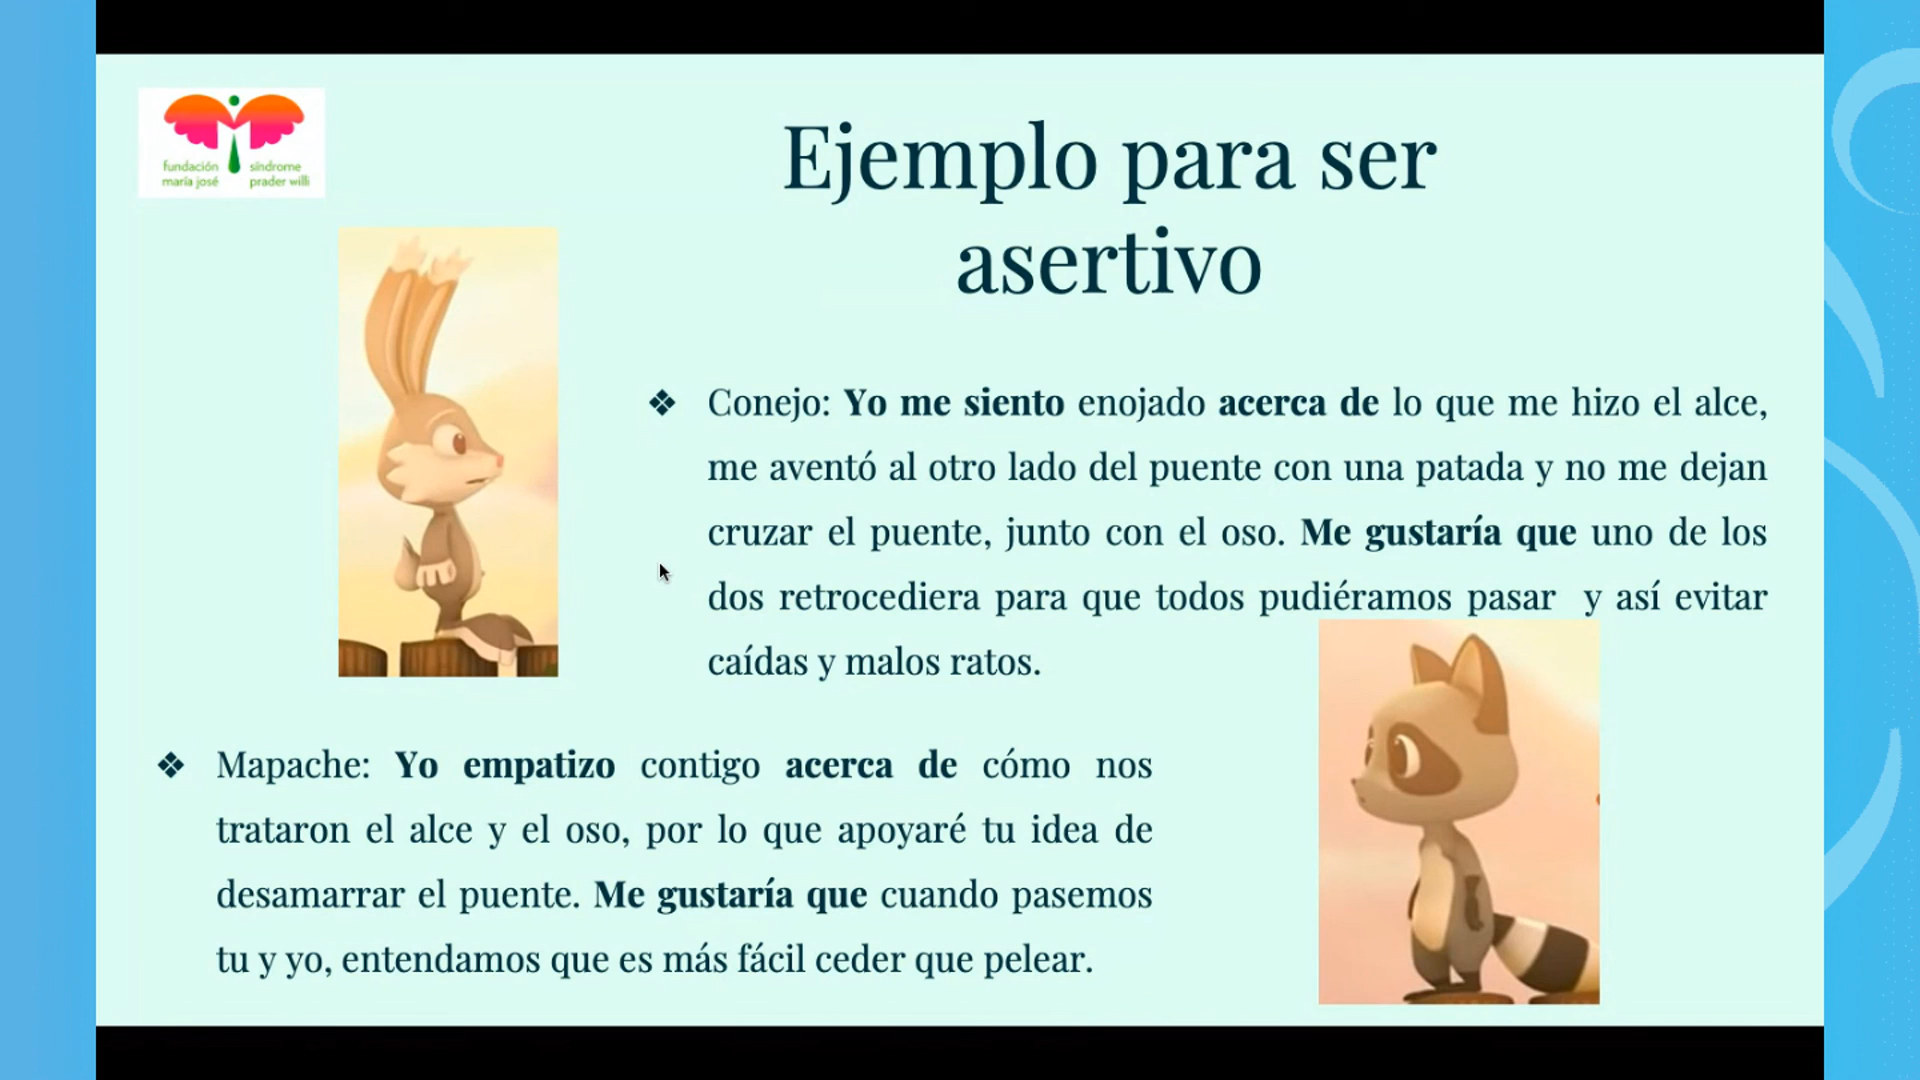 fundación síndrome
maría josé prader willi
Ejemplo para ser
asertivo
❖ Conejo: Yo me siento enojado acerca de lo que me hizo el alce,
me aventó al otro lado del puente con una patada y no me dejan
cruzar el puente, junto con el oso. Me gustaría que uno de los
dos retrocediera para que todos pudiéramos pasar y así evitar
caídas y malos ratos.
❖ Mapache: Yo empatizo contigo acerca de cómo nos
trataron el alce y el oso, por lo que apoyaré tu idea de
desamarrar el puente. Me gustaría que cuando pasemos
tu y yo, entendamos que es más fácil ceder que pelear.